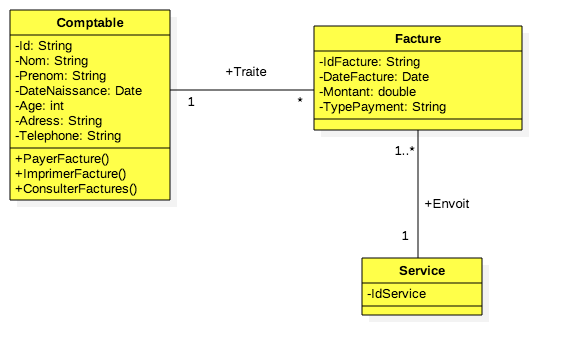 Comptable
-Id: String
-Nom: String
-Prenom: String
-DateNaissance: Date
-Age: int
-Adress: String
-Telephone: String
+PayerFacture()
+ImprimerFacture()
+ConsulterFactures()
+Traite
1
*
Facture
-IdFacture: String
-DateFacture: Date
-Montant: double
-TypePayment: String
1..*
+Envoit
1
Service
-IdService